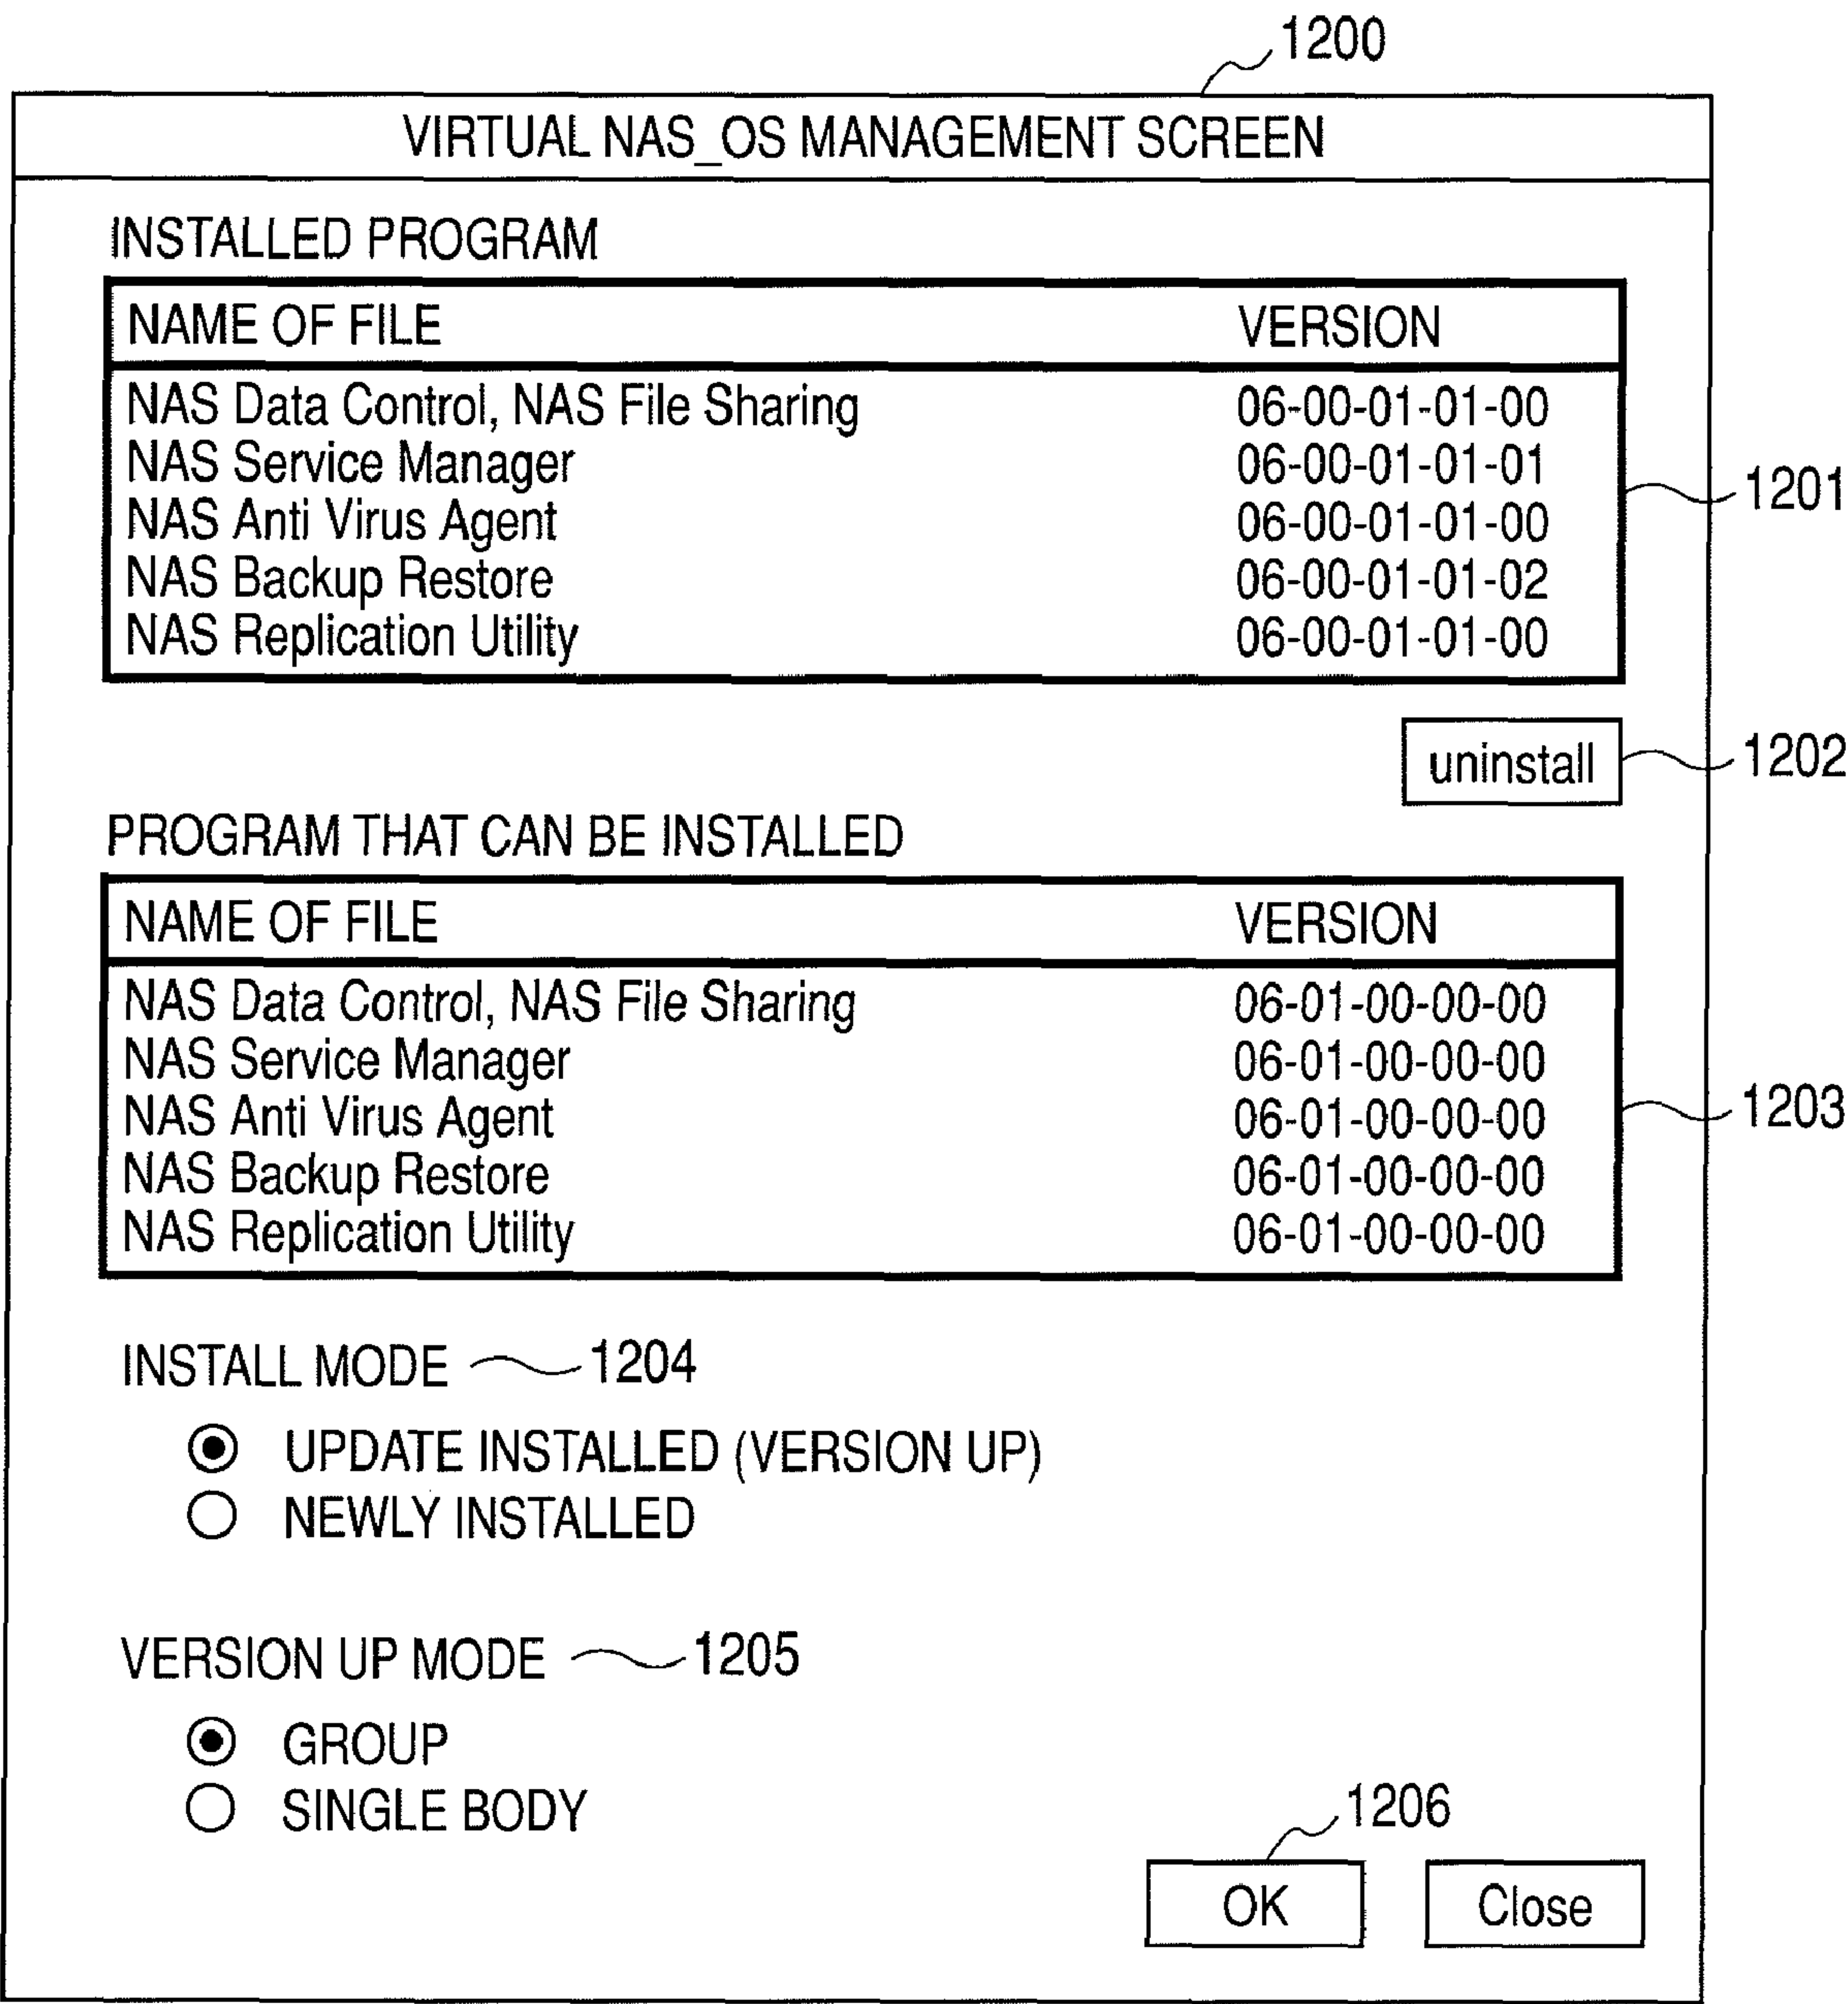 1200
VIRTUAL NAS_OS MANAGEMENT SCREEN
INSTALLED PROGRAM
NAME OF FILE VERSION
NAS Data Control, NAS File Sharing 06-00-01-01-00
NAS Service Manager 06-00-01-01-01
1201
NAS Anti Virus Agent 06-00-01-01-00
NAS Backup Restore 06-00-01-01-02
NAS Replication Utility 06-00-01-01-00
uninstall 1202
PROGRAM THAT CAN BE INSTALLED
NAME OF FILE VERSION
NAS Data Control, NAS File Sharing 06-01-00-00-00
NAS Service Manager 06-01-00-00-00
NAS Anti Virus Agent 06-01-00-00-00 1203
NAS Backup Restore 06-01-00-00-00
NAS Replication Utility 06-01-00-00-00
INSTALL MODE 1204
UPDATE INSTALLED (VERSION UP)
NEWLY INSTALLED
VERSION UP MODE 1205
GROUP
SINGLE BODY
1206
OK Close